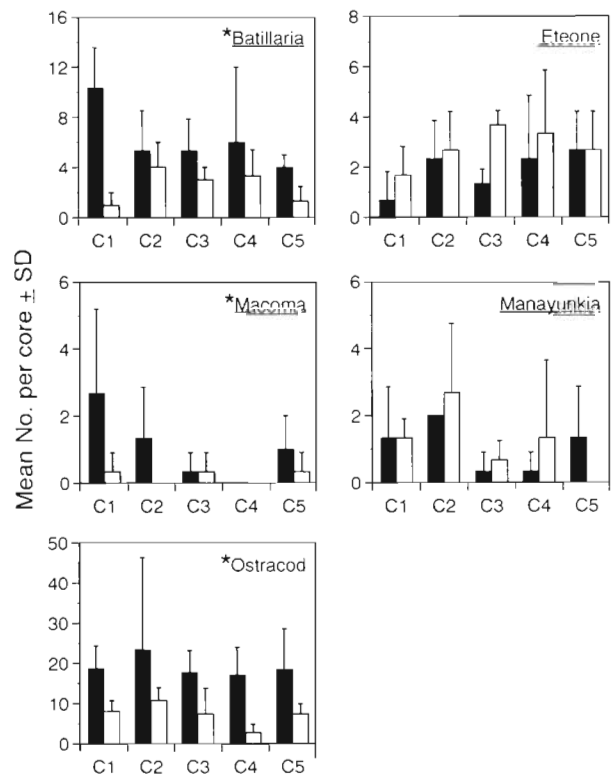 Mean No. per core ± SD
*Batillaria
16
12
8
4
0
C1 C2 C3 C4 C5
Eteone
8
6
4
2
0
C1 C2 C3 C4 C5
*Macoma
6
4
2
0
C1 C2 C3 C4 C5
Manayunkia
6
4
2
0
C1 C2 C3 C4 C5
*Ostracod
50
40
30
20
10
0
C1 C2 C3 C4 C5